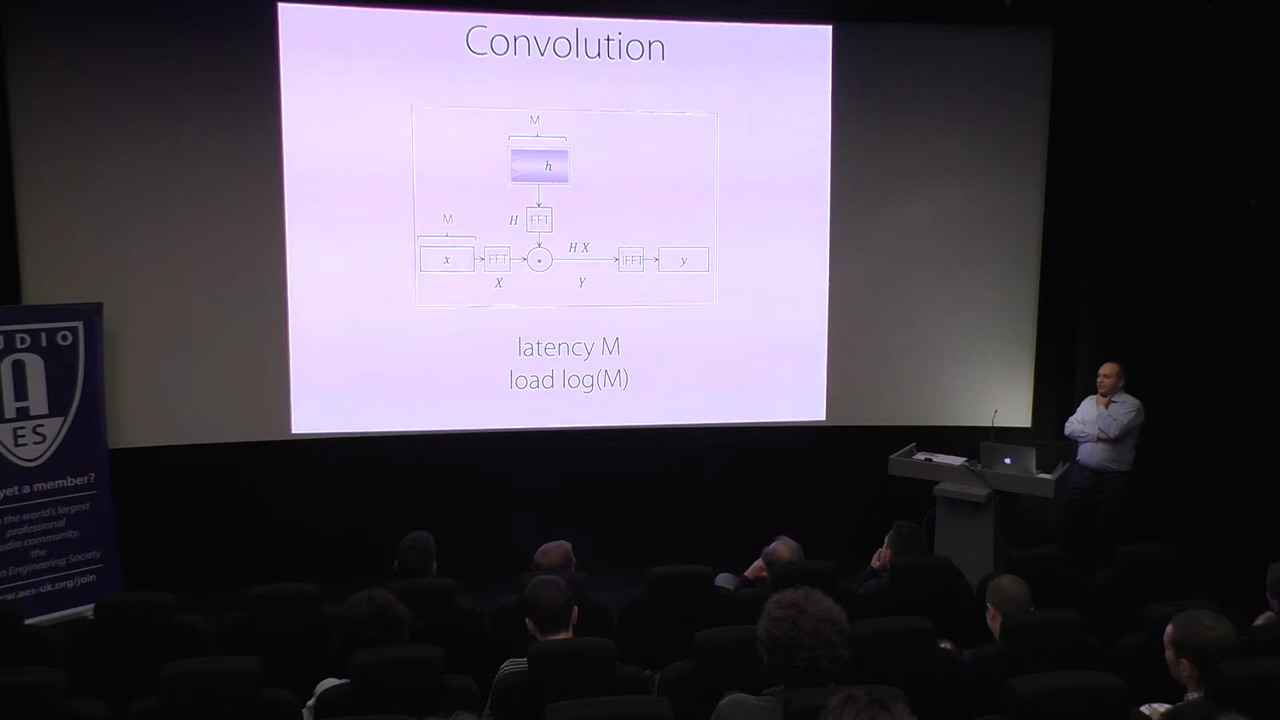 Convolution
M
h
H FFT
M
x FFT * H X IFFT y
X Y
latency M
load log(M)
UDIO
A
ES
yet a member?
the world's largest
professional
udio community,
the
o Engineering Society
ww.aes-uk.org/join